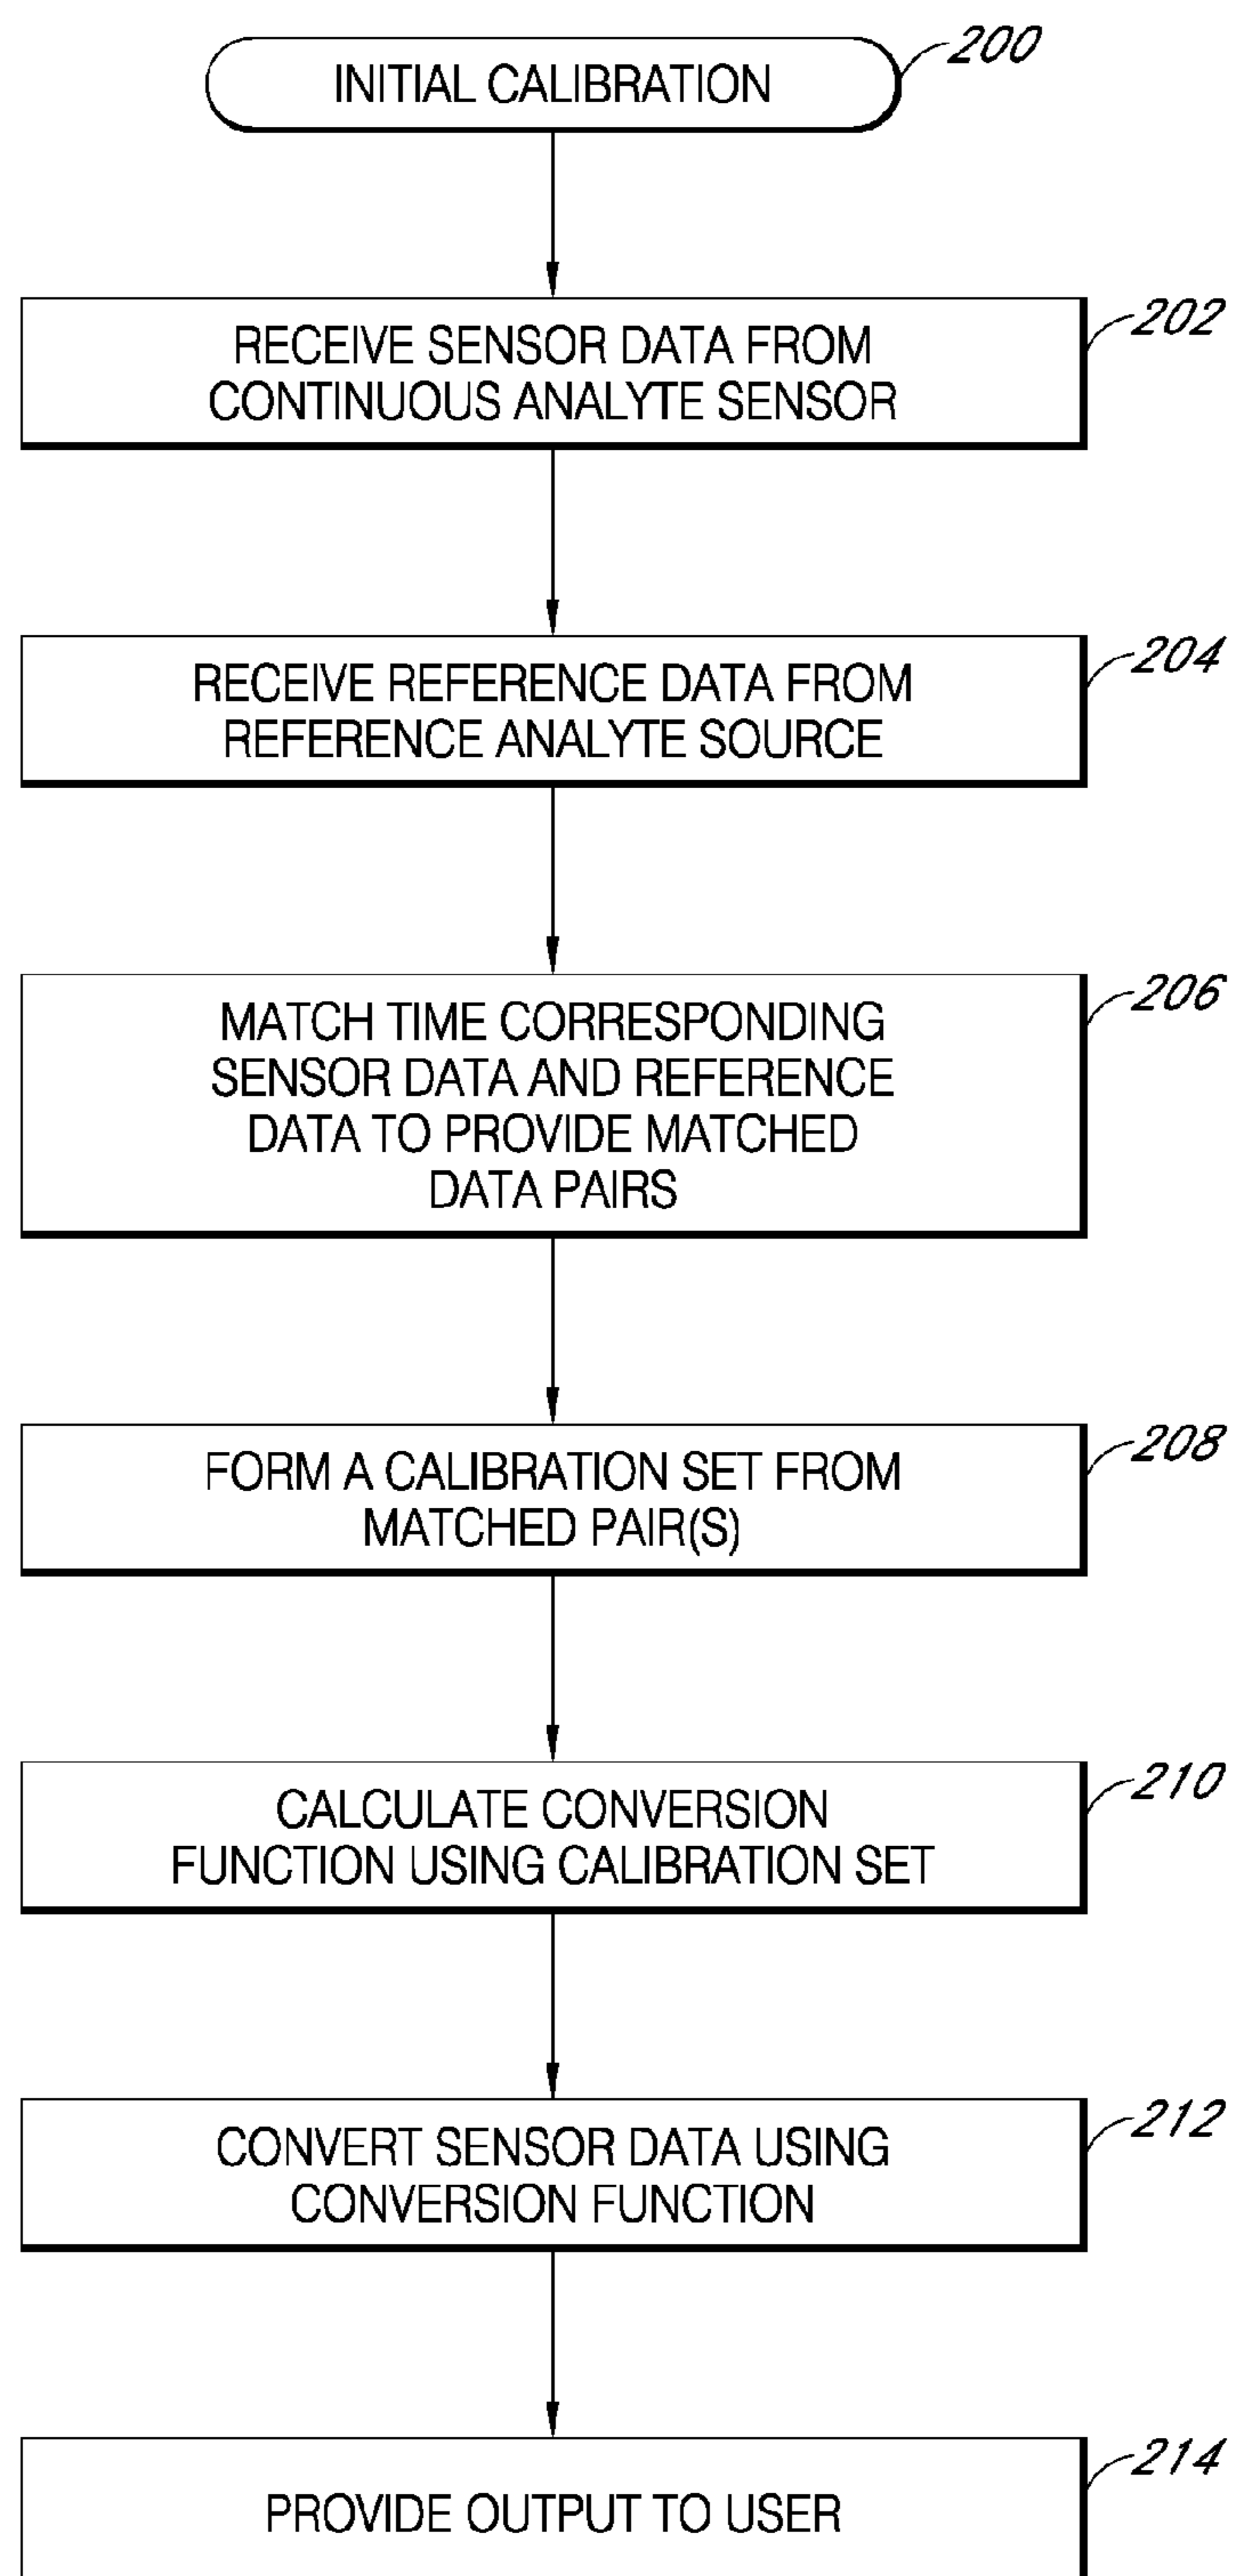 INITIAL CALIBRATION
200
RECEIVE SENSOR DATA FROM
CONTINUOUS ANALYTE SENSOR
202
RECEIVE REFERENCE DATA FROM
REFERENCE ANALYTE SOURCE
204
MATCH TIME CORRESPONDING
SENSOR DATA AND REFERENCE
DATA TO PROVIDE MATCHED
DATA PAIRS
206
FORM A CALIBRATION SET FROM
MATCHED PAIR(S)
208
CALCULATE CONVERSION
FUNCTION USING CALIBRATION SET
210
CONVERT SENSOR DATA USING
CONVERSION FUNCTION
212
PROVIDE OUTPUT TO USER
214